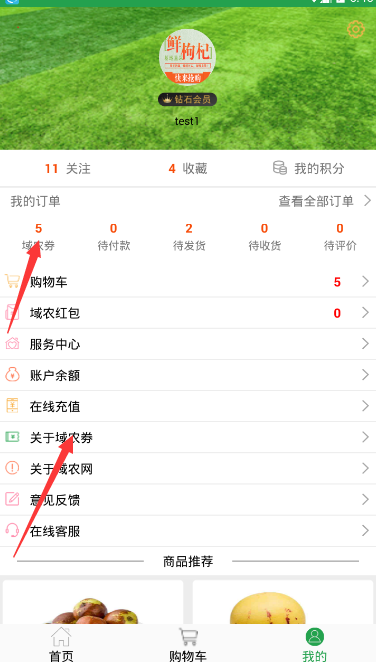 鲜枸杞
快来抢购
钻石会员
test1
11 关注
4 收藏
我的积分
我的订单
查看全部订单
5 0 2 0 0
域农券 待付款 待发货 待收货 待评价
购物车 5
域农红包 0
服务中心
账户余额
在线充值
关于域农券
关于域农网
意见反馈
在线客服
商品推荐
首页 购物车 我的